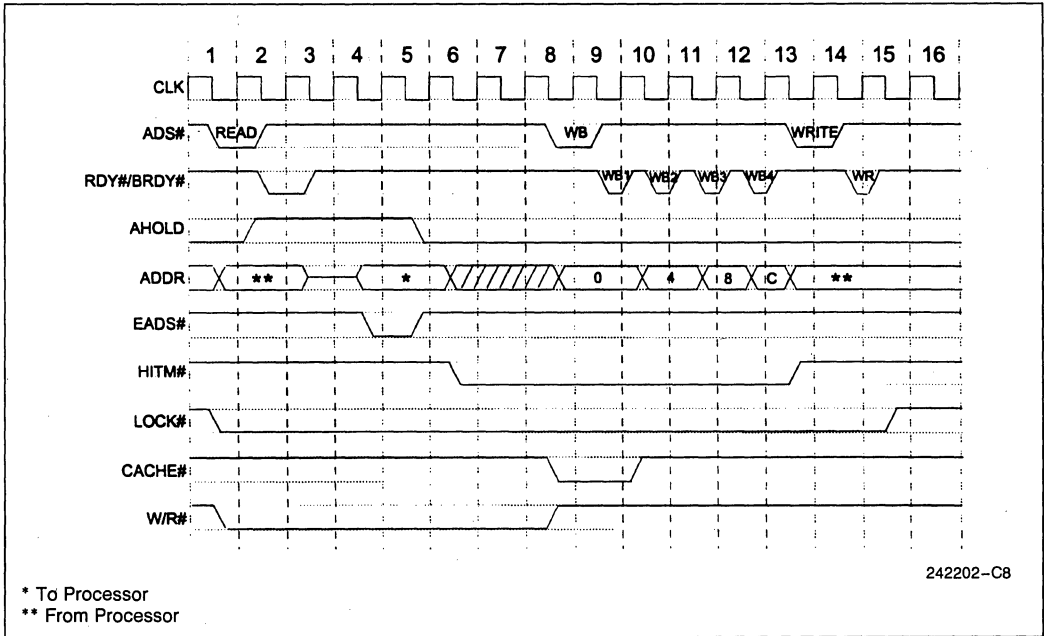 1 2 3 4 5 6 7 8 9 10 11 12 13 14 15 16
CLK
ADS# READ WB WRITE
RDY#/BRDY# WB1 WB2 WB3 WB4 WR
AHOLD
ADDR ** * 0 4 8 C **
EADS#
HITM#
LOCK#
CACHE#
W/R#
242202-C8
* To Processor
** From Processor